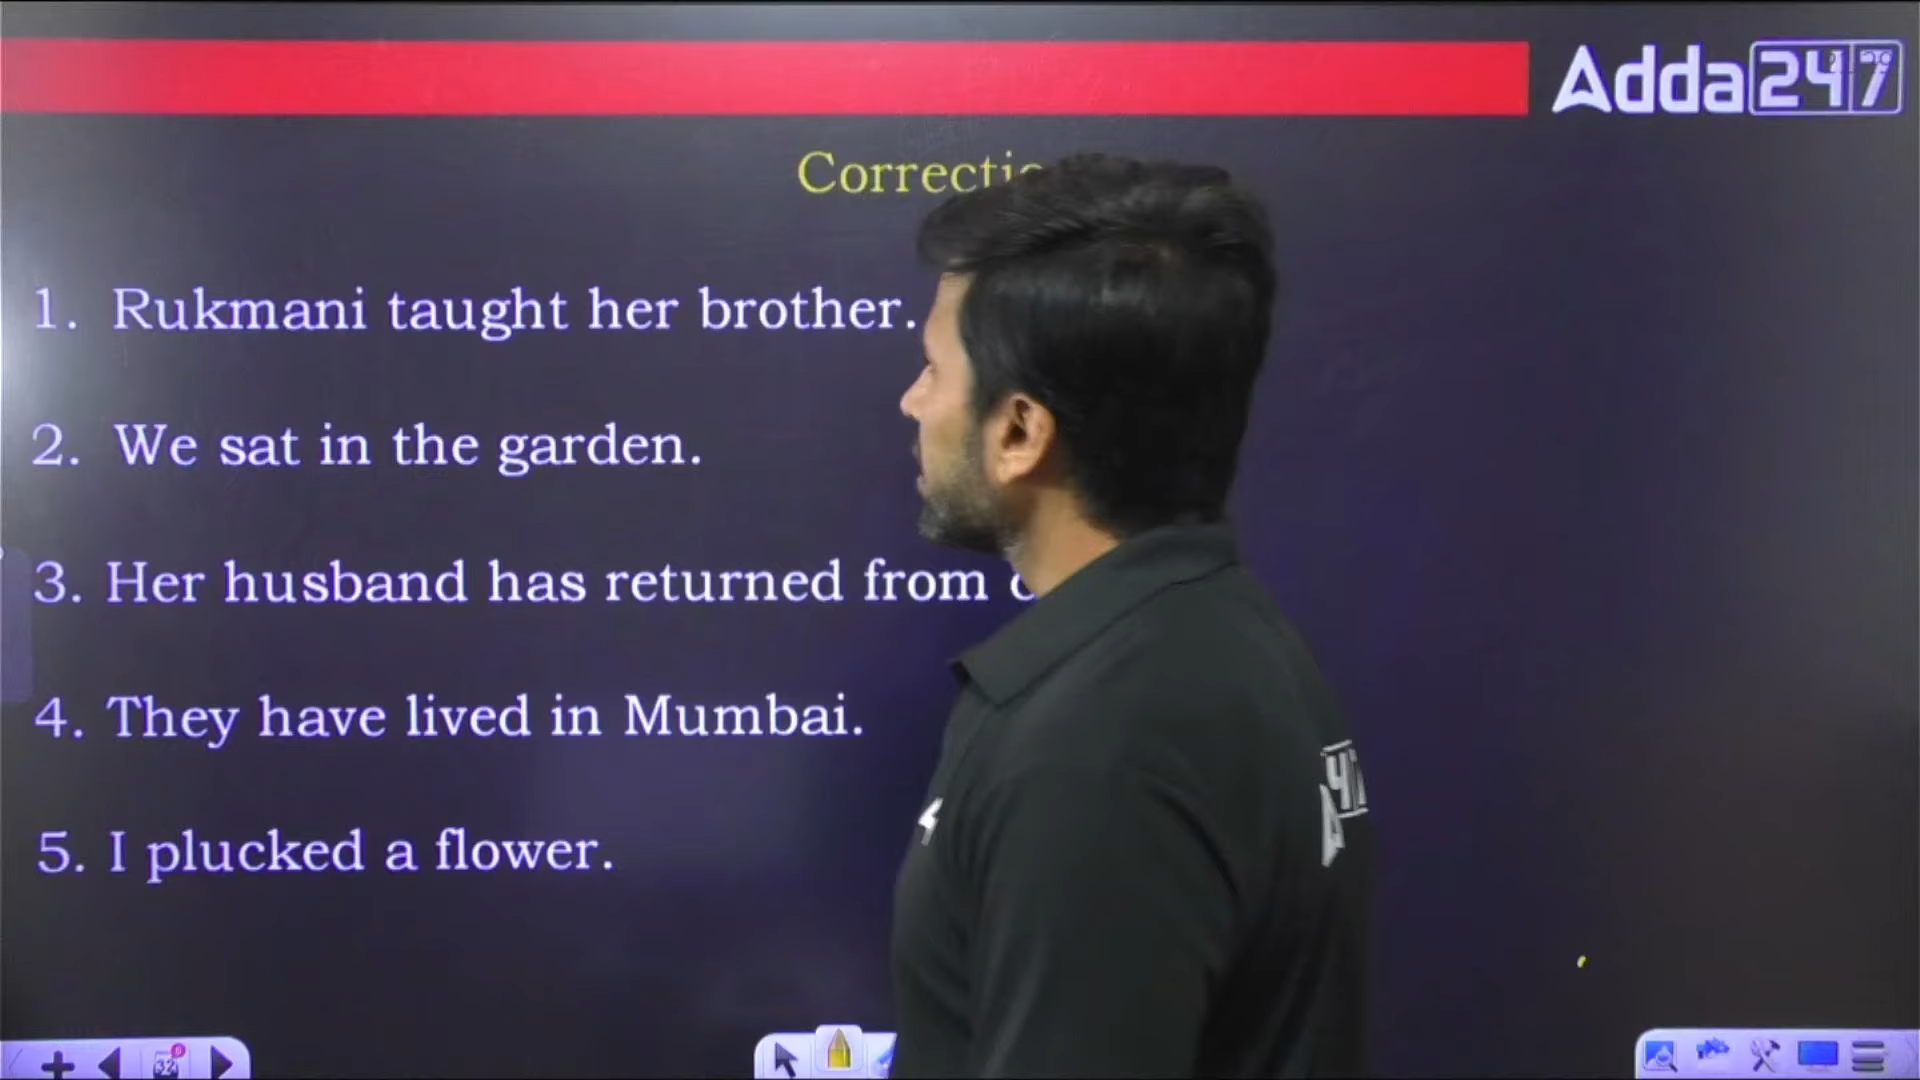 Adda247
1. Rukmani taught her brother.
2. We sat in the garden.
3. Her husband has returned from
4. They have lived in Mumbai.
5. I plucked a flower.
32